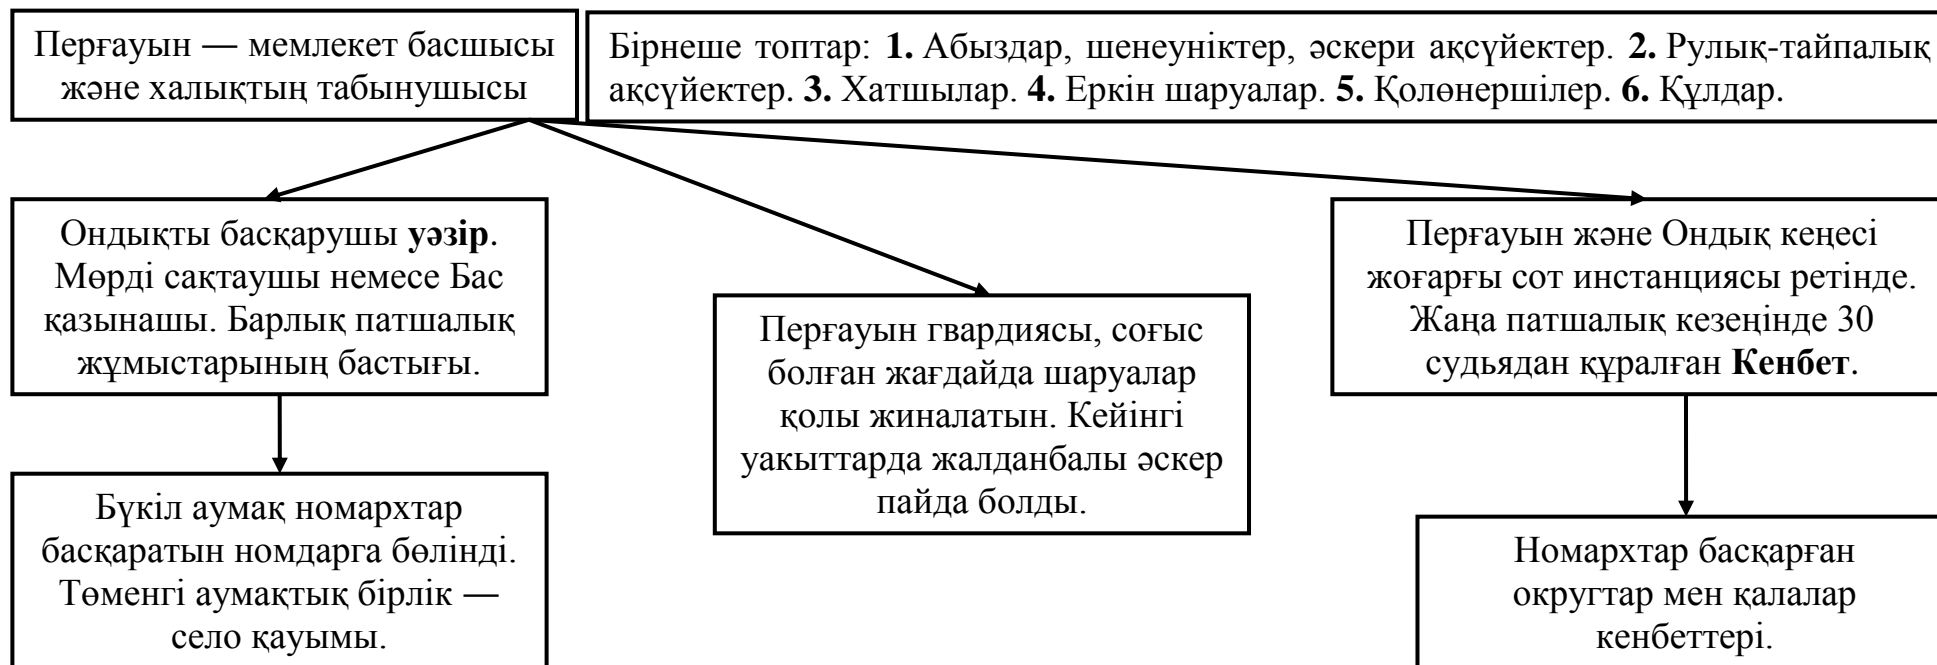 Перғауын — мемлекет басшысы
және халықтың табынушысы
Бірнеше топтар: 1. Абыздар, шенеуніктер, әскери ақсүйектер. 2. Рулық-тайпалық
ақсүйектер. 3. Хатшылар. 4. Еркін шаруалар. 5. Қолөнершілер. 6. Құлдар.
Ондықты басқарушы уәзір.
Мөрді сақтаушы немесе Бас
қазынашы. Барлық патшалық
жұмыстарының бастығы.
Перғауын гвардиясы, соғыс
болған жағдайда шаруалар
қолы жиналатын. Кейінгі
уакыттарда жалданбалы әскер
пайда болды.
Перғауын және Ондық кеңесі
жоғарғы сот инстанциясы ретінде.
Жаңа патшалық кезеңінде 30
судьядан құралған Кенбет.
Бүкіл аумақ номархтар
басқаратын номдарга бөлінді.
Төменгі аумақтық бірлік —
село қауымы.
Номархтар басқарған
округтар мен қалалар
кенбеттері.